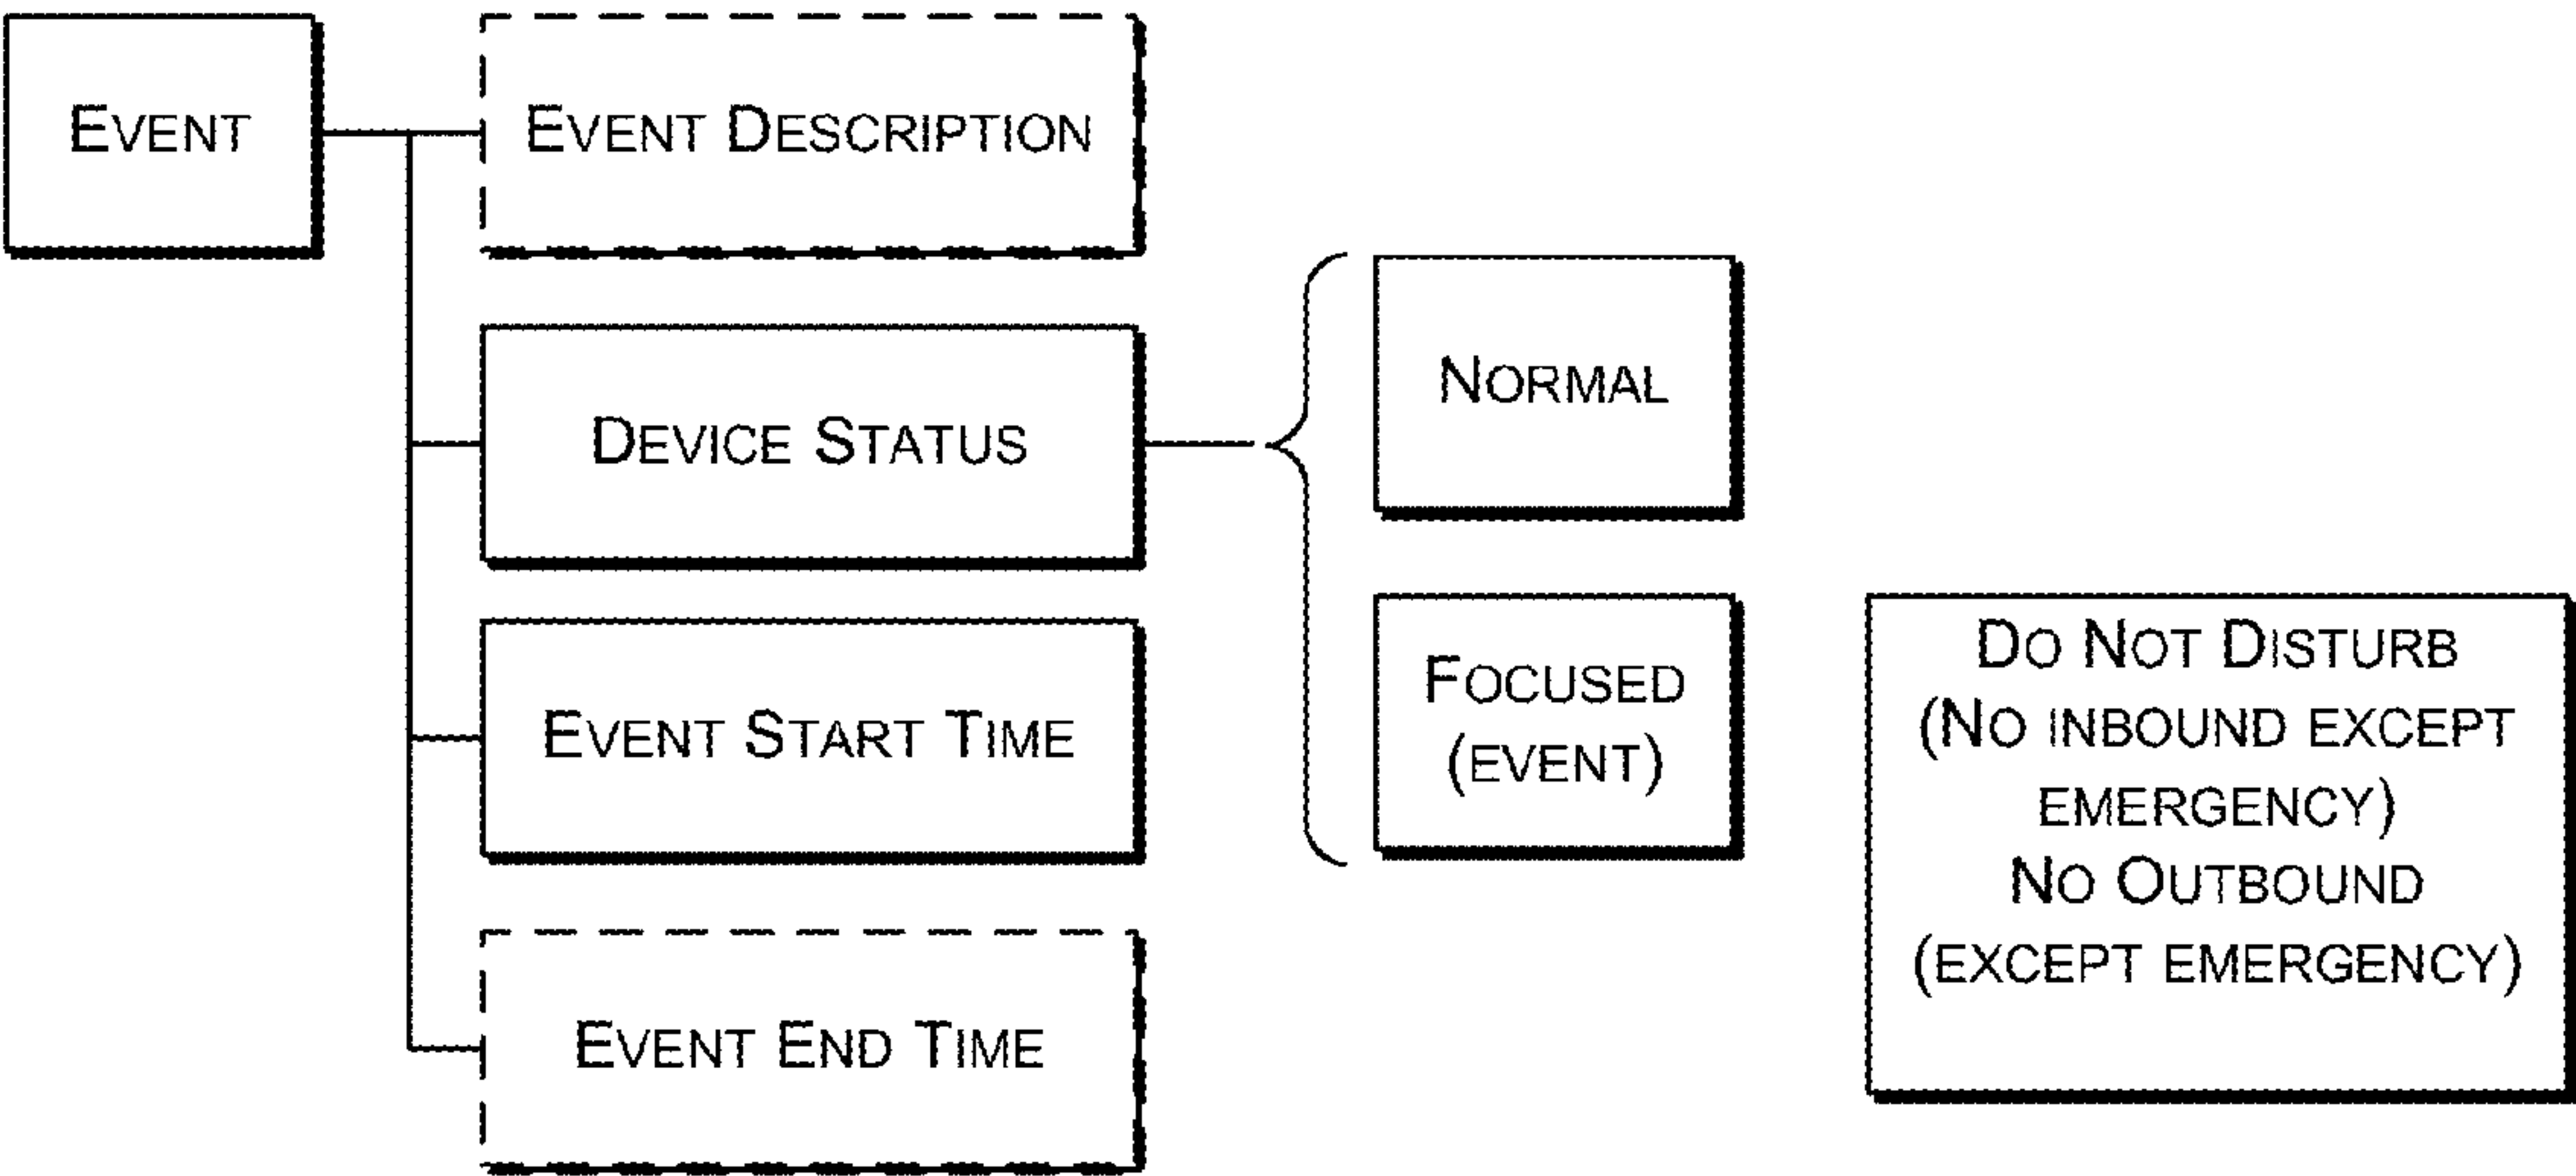 EVENT
EVENT DESCRIPTION
DEVICE STATUS
EVENT START TIME
EVENT END TIME
NORMAL
FOCUSED
(EVENT)
DO NOT DISTURB
(NO INBOUND EXCEPT
EMERGENCY)
NO OUTBOUND
(EXCEPT EMERGENCY)